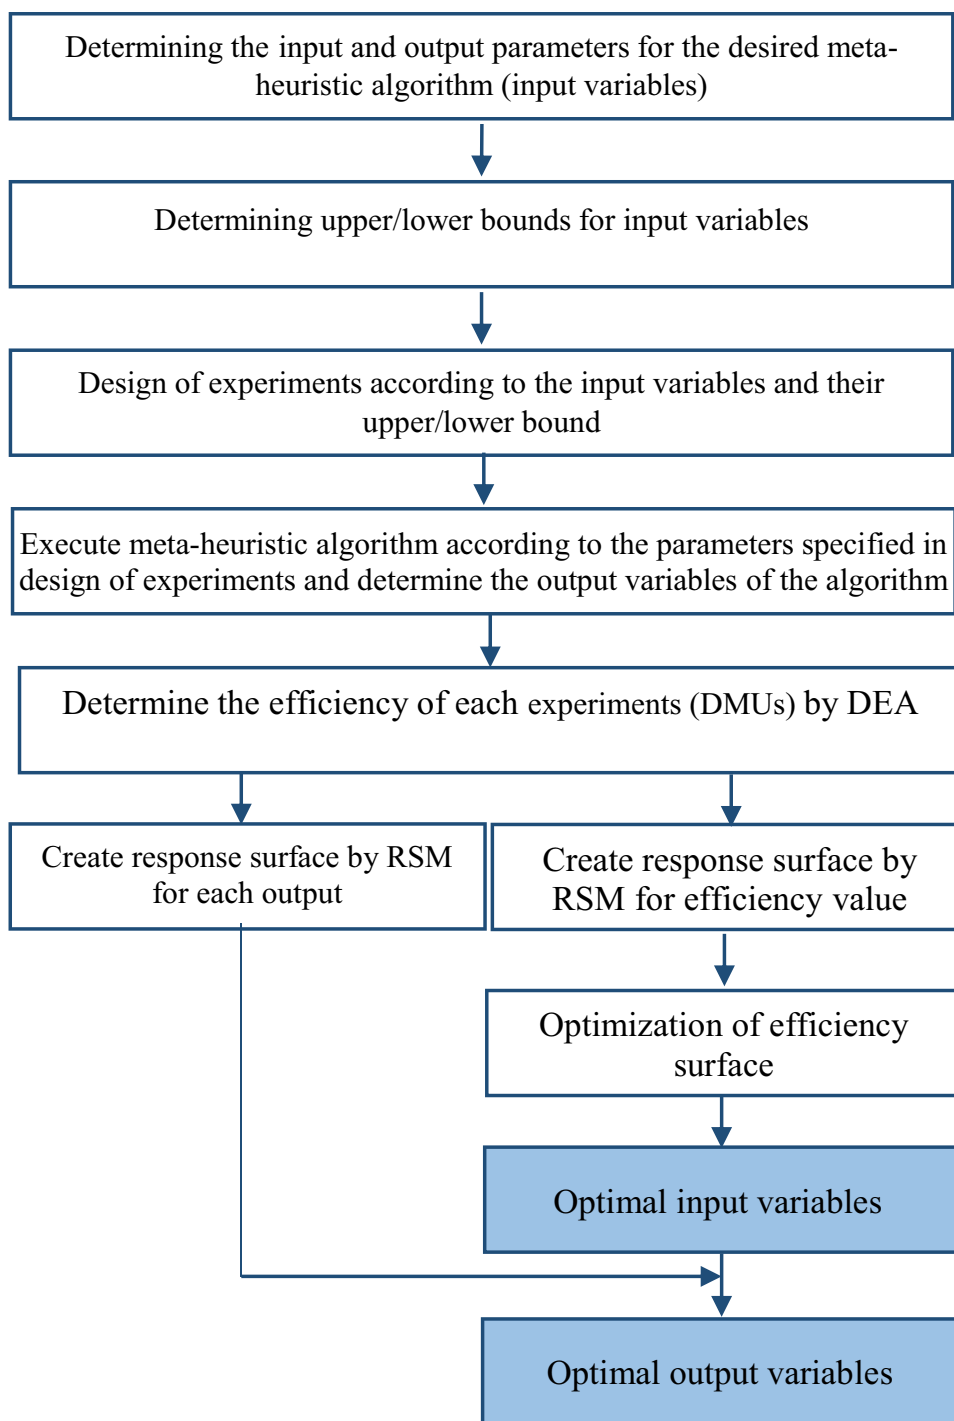 Determining the input and output parameters for the desired meta-
heuristic algorithm (input variables)
Determining upper/lower bounds for input variables
Design of experiments according to the input variables and their
upper/lower bound
Execute meta-heuristic algorithm according to the parameters specified in
design of experiments and determine the output variables of the algorithm
Determine the efficiency of each experiments (DMUs) by DEA
Create response surface by RSM
for each output
Create response surface by
RSM for efficiency value
Optimization of efficiency
surface
Optimal input variables
Optimal output variables